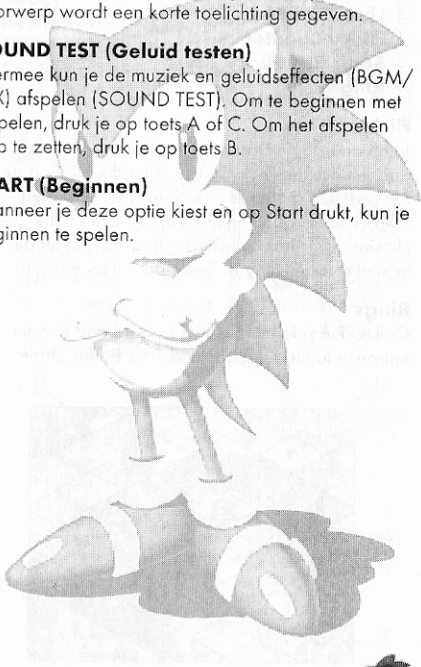 orwerp wordt een korte toelichting gegeven.
OUND TEST (Geluid testen)
ermee kun je de muziek en geluidseffecten (BGM/
X) afspelen (SOUND TEST). Om te beginnen met
pelen, druk je op toets A of C. Om het afspelen
p te zetten, druk je op toets B.
ART (Beginnen)
nneer je deze optie kiest en op Start drukt, kun je
ginnen te spelen.
Rings